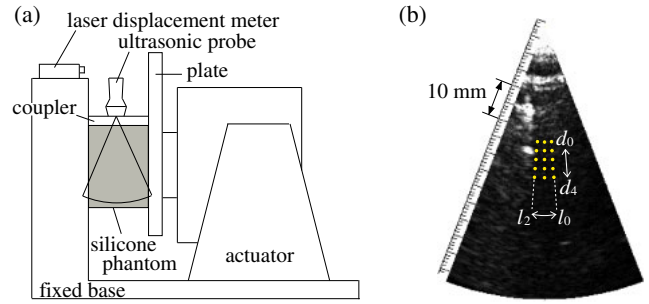 (a)
laser displacement meter
ultrasonic probe
plate
coupler
silicone
phantom
actuator
fixed base
(b)
10 mm
d0
d4
l2
l0